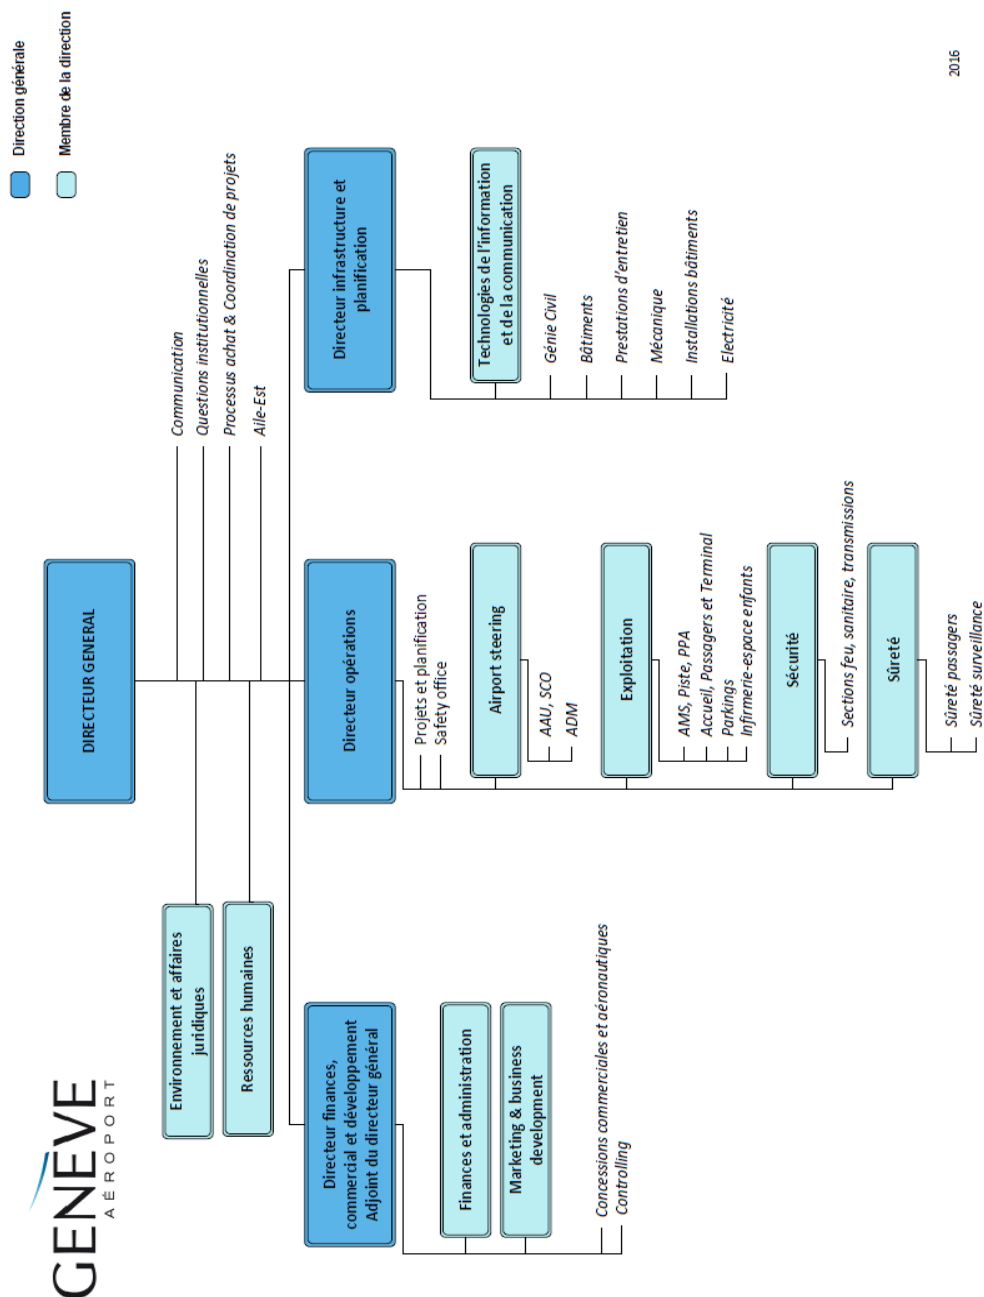 GENÈVE
AÉROPORT
Direction générale
Membre de la direction
DIRECTEUR GENERAL
Environnement et affaires
juridiques
Ressources humaines
Communication
Questions institutionnelles
Processus achat & Coordination de projets
Aile-Est
Directeur finances,
commercial et développement
Adjoint du directeur général
Finances et administration
Marketing & business
development
Concessions commerciales et aéronautiques
Controlling
Directeur opérations
Projets et planification
Safety office
Airport steering
AAU, SCO
ADM
Exploitation
AMS, Piste, PPA
Accueil, Passagers et Terminal
Parkings
Infirmerie-espace enfants
Sécurité
Sections feu, sanitaire, transmissions
Sûreté
Sûreté passagers
Sûreté surveillance
Directeur infrastructure et
planification
Technologies de l'information
et de la communication
Génie Civil
Bâtiments
Prestations d'entretien
Mécanique
Installations bâtiments
Electricité
2016